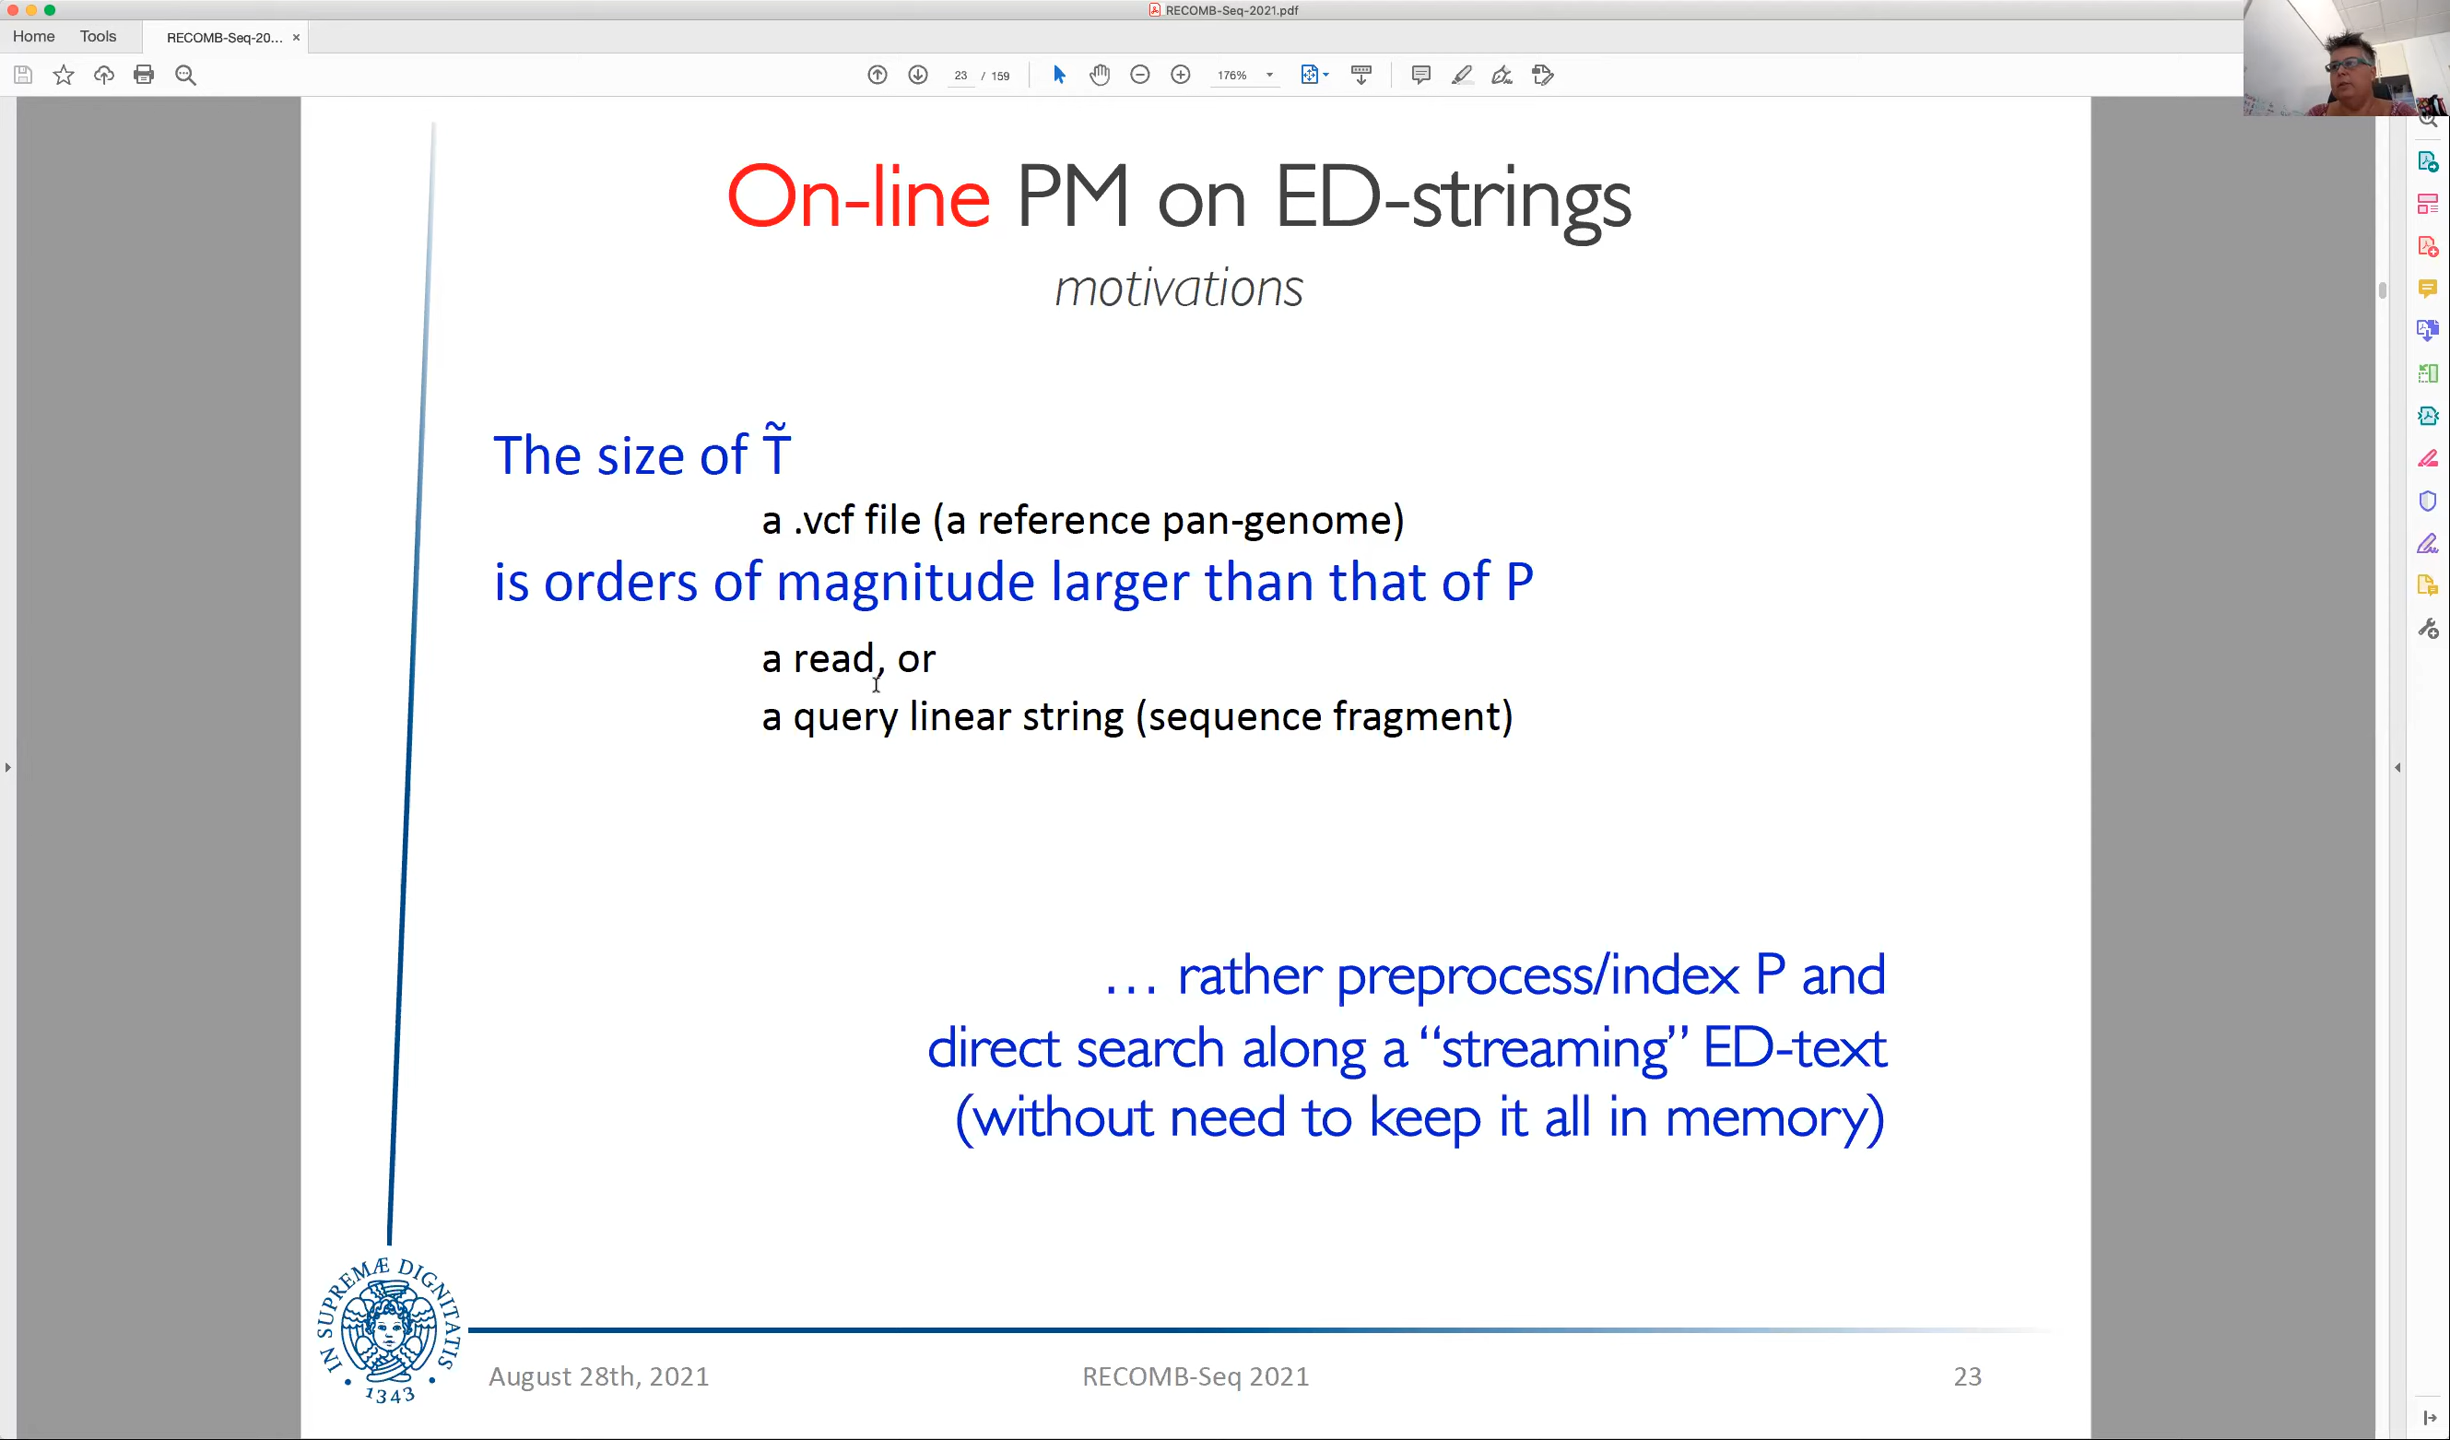 RECOMB-Seq-2021.pdf
Home Tools RECOMB-Seq-20... ×
23 / 159 176%
On-line PM on ED-strings
motivations
The size of T̃
a .vcf file (a reference pan-genome)
is orders of magnitude larger than that of P
a read, or
a query linear string (sequence fragment)
... rather preprocess/index P and
direct search along a “streaming” ED-text
(without need to keep it all in memory)
IN SUPREMÆ DIGNITATIS
• 1343 •
August 28th, 2021 RECOMB-Seq 2021 23